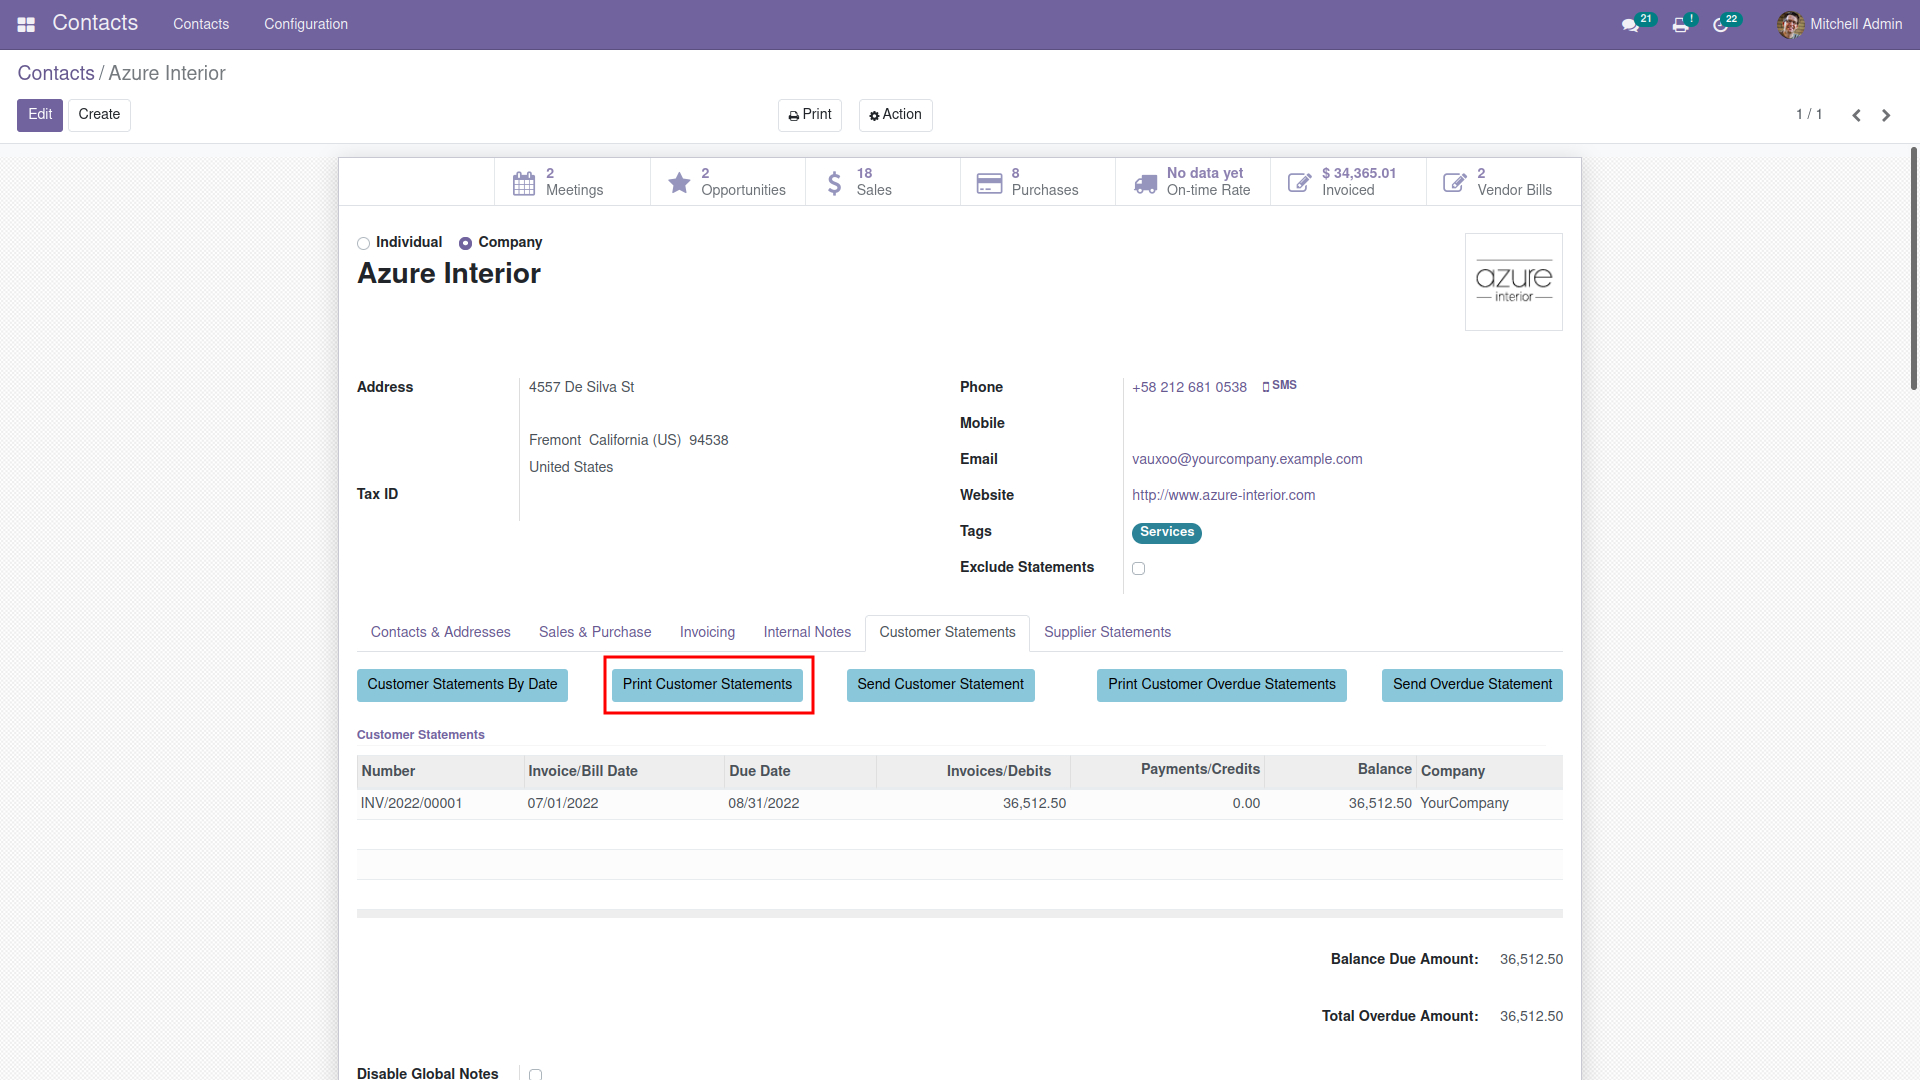 Contacts Contacts Configuration 21 ! 22 Mitchell Admin
Contacts / Azure Interior
Edit Create Print Action 1 / 1
2 Meetings
2 Opportunities
18 Sales
8 Purchases
No data yet On-time Rate
$ 34,365.01 Invoiced
2 Vendor Bills
Individual Company
Azure Interior
azure
interior
Address 4557 De Silva St
Fremont California (US) 94538
United States
Tax ID
Phone +58 212 681 0538 SMS
Mobile
Email vauxoo@yourcompany.example.com
Website http://www.azure-interior.com
Tags Services
Exclude Statements
Contacts & Addresses Sales & Purchase Invoicing Internal Notes Customer Statements Supplier Statements
Customer Statements By Date Print Customer Statements Send Customer Statement Print Customer Overdue Statements Send Overdue Statement
Customer Statements
Number Invoice/Bill Date Due Date Invoices/Debits Payments/Credits Balance Company
INV/2022/00001 07/01/2022 08/31/2022 36,512.50 0.00 36,512.50 YourCompany
Balance Due Amount: 36,512.50
Total Overdue Amount: 36,512.50
Disable Global Notes